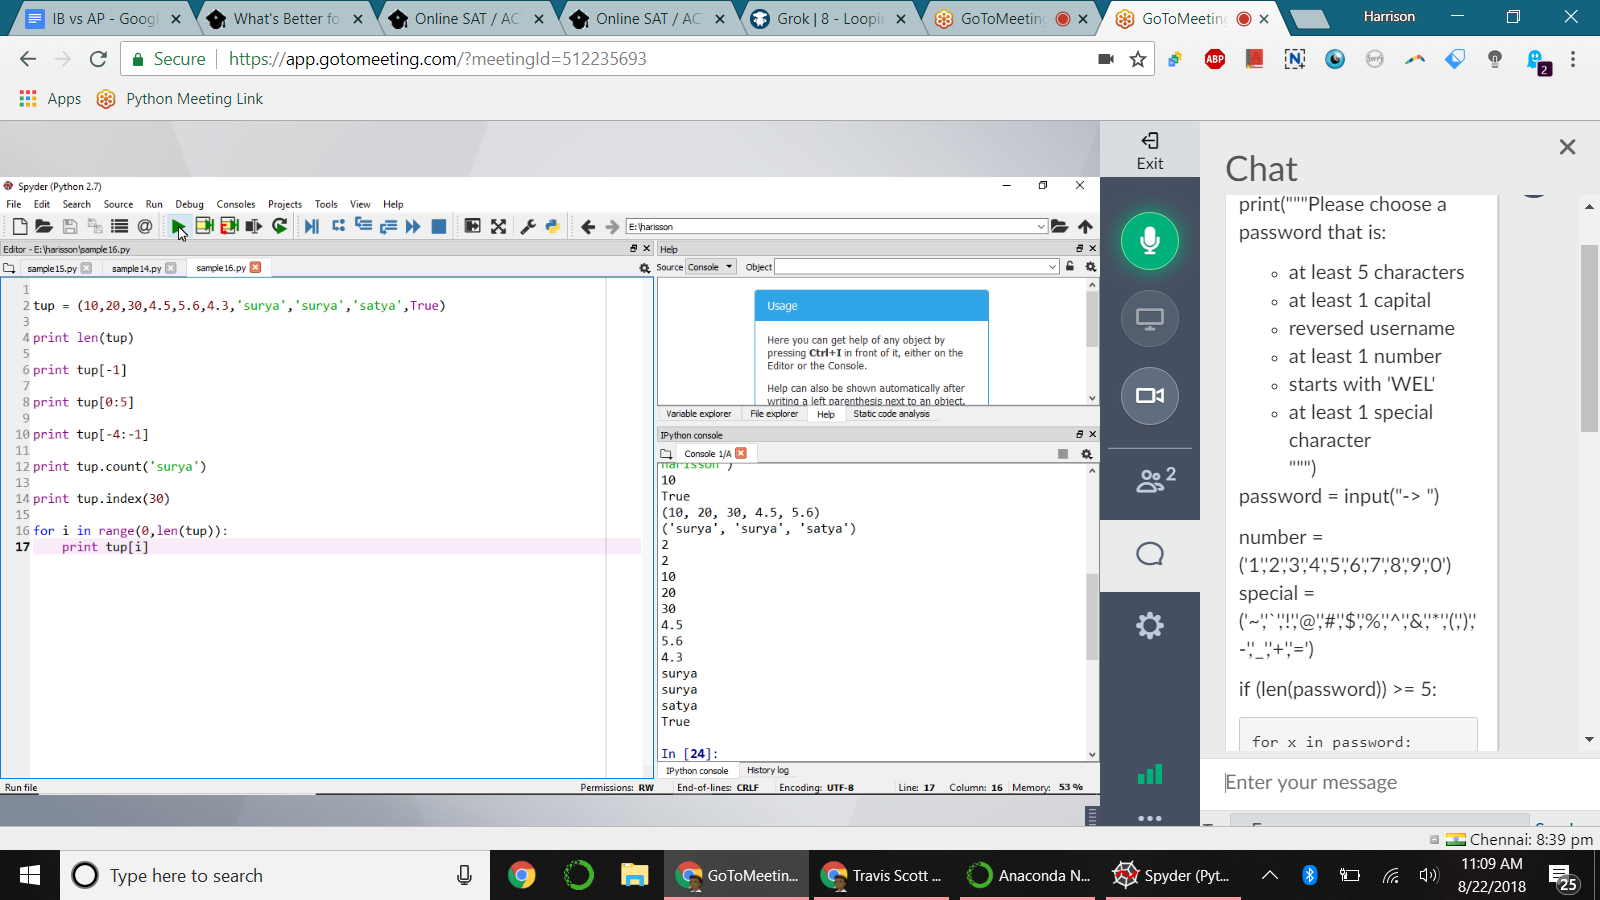 IB vs AP - Googl
What's Better fo
Online SAT / AC
Online SAT / AC
Grok | 8 - Loopin
GoToMeeting
GoToMeeting
Harrison
Secure
https://app.gotomeeting.com/?meetingId=512235693
ABP
2
Apps
Python Meeting Link
Spyder (Python 2.7)
File Edit Search Source Run Debug Consoles Projects Tools View Help
E:\harisson
Editor - E:\harisson\sample16.py
sample15.py
sample14.py
sample16.py
1
2 tup = (10,20,30,4.5,5.6,4.3,'surya','surya','satya',True)
3
4 print len(tup)
5
6 print tup[-1]
7
8 print tup[0:5]
9
10 print tup[-4:-1]
11
12 print tup.count('surya')
13
14 print tup.index(30)
15
16 for i in range(0,len(tup)):
17 print tup[i]
Help
Source Console Object
Usage
Here you can get help of any object by
pressing Ctrl+I in front of it, either on the
Editor or the Console.
Help can also be shown automatically after
writing a left parenthesis next to an object.
Variable explorer File explorer Help Static code analysis
IPython console
Console 1/A
harisson')
10
True
(10, 20, 30, 4.5, 5.6)
('surya', 'surya', 'satya')
2
2
10
20
30
4.5
5.6
4.3
surya
surya
satya
True
In [24]:
IPython console History log
Run file
Permissions: RW End-of-lines: CRLF Encoding: UTF-8 Line: 17 Column: 16 Memory: 53 %
Exit
2
Chat
print("""Please choose a
password that is:
at least 5 characters
at least 1 capital
reversed username
at least 1 number
starts with 'WEL'
at least 1 special
character
""")
password = input("-> ")
number =
('1','2','3','4','5','6','7','8','9','0')
special =
('~','`','!','@','#','$','%','^','&','*','(',')','
-','_','+','=')
if (len(password)) >= 5:
for x in password:
Enter your message
Chennai: 8:39 pm
Type here to search
GoToMeetin...
Travis Scott ...
Anaconda N...
Spyder (Pyt...
11:09 AM
8/22/2018
25